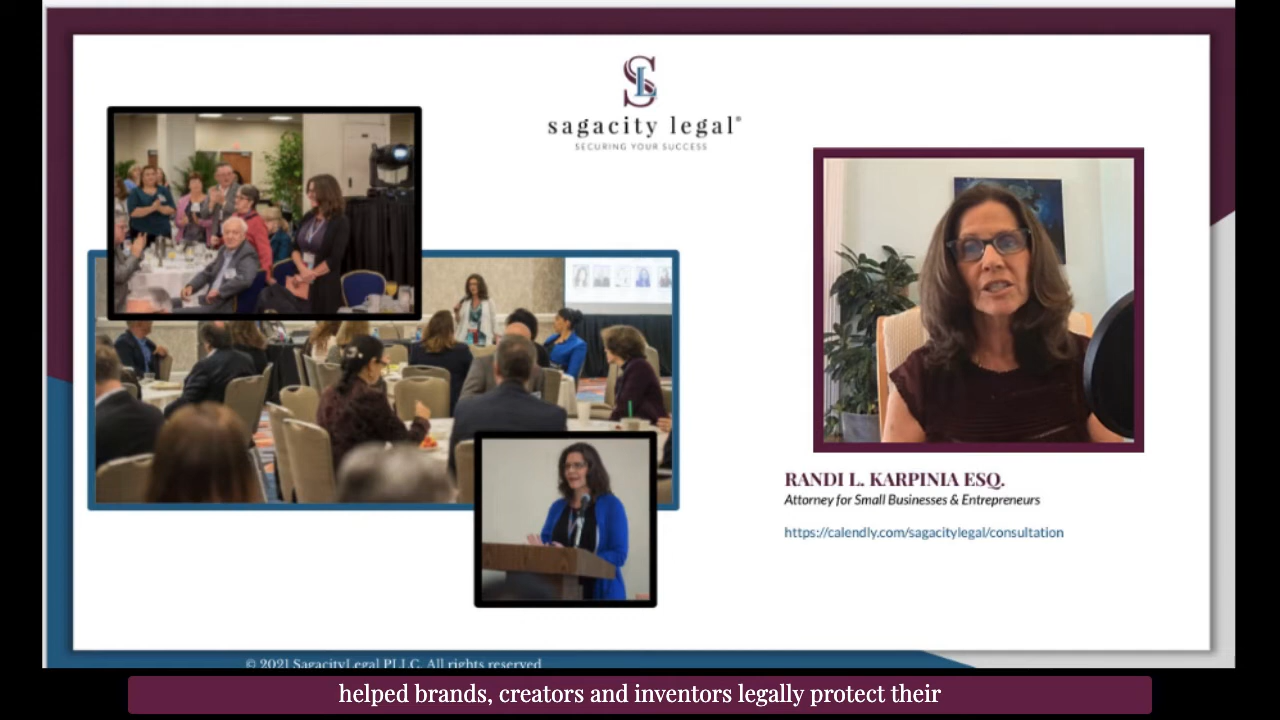 sagacity legal®
SECURING YOUR SUCCESS
RANDI L. KARPINIA ESQ.
Attorney for Small Businesses & Entrepreneurs
https://calendly.com/sagacitylegal/consultation
© 2021 SagacityLegal PLLC. All rights reserved
helped brands, creators and inventors legally protect their